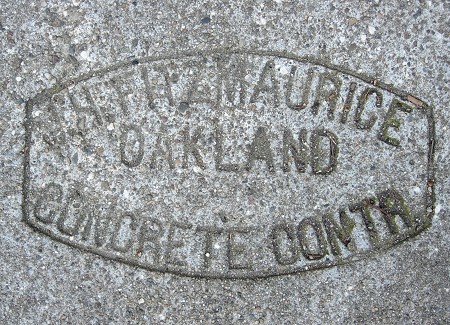 J H FITZMAURICE
OAKLAND
CONCRETE CONTR.